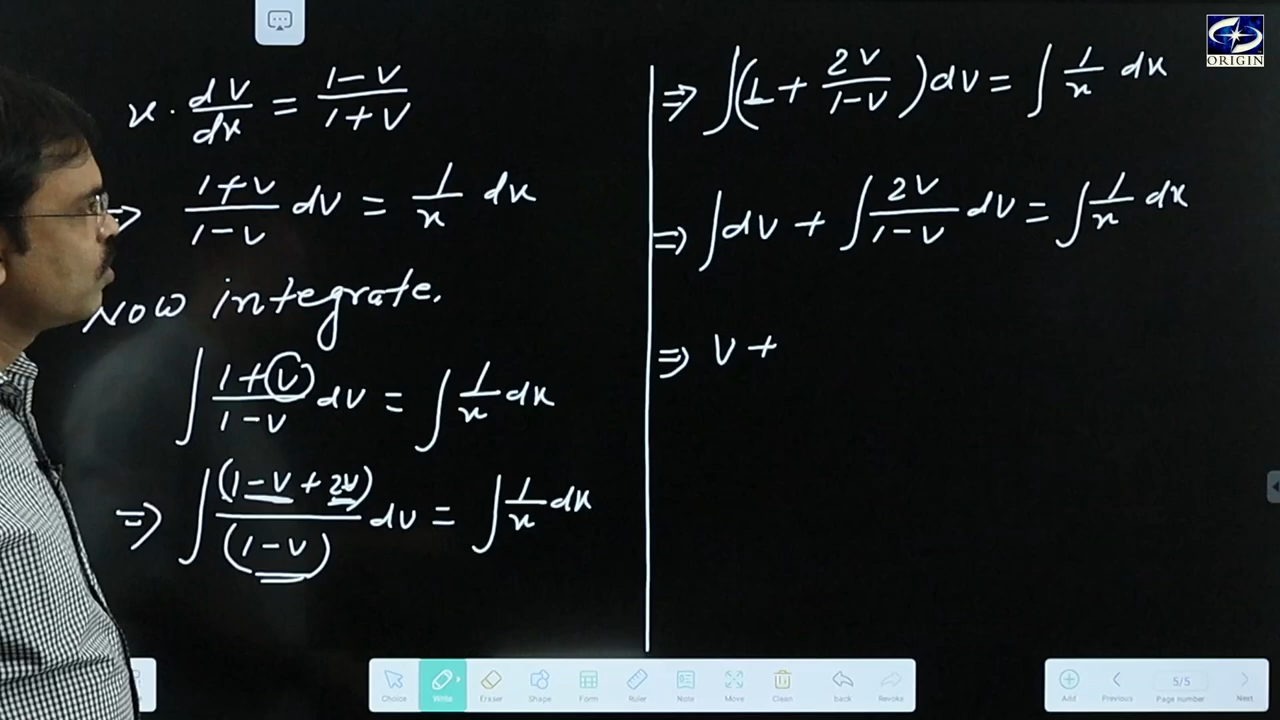 x · dv/dx = (1-v)/(1+v)
⇒ (1+v)/(1-v) dv = 1/x dx
Now integrate.
∫ (1+v)/(1-v) dv = ∫ 1/x dx
⇒ ∫ (1-v+2v)/(1-v) dv = ∫ 1/x dx
⇒ ∫(1 + 2v/(1-v)) dv = ∫ 1/x dx
⇒ ∫dv + ∫ 2v/(1-v) dv = ∫ 1/x dx
⇒ v +
ORIGIN
Choice Write Eraser Shape Form Ruler Note Move Clean back Revoke
Add Previous 5/5 Page number Next